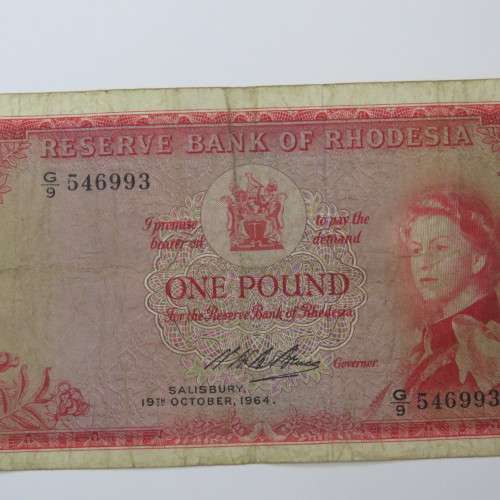 RESERVE BANK OF RHODESIA
G/9 546993
I promise to pay the
bearer on demand
ONE POUND
For the Reserve Bank of Rhodesia
Governor
SALISBURY,
19TH OCTOBER, 1964.
G/9 546993